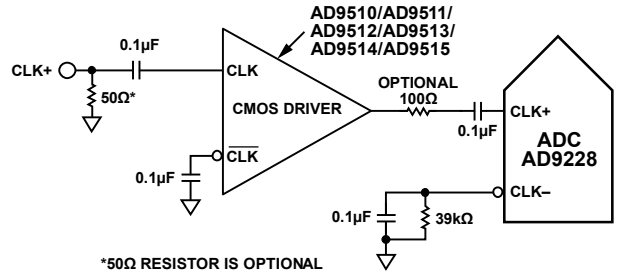 AD9510/AD9511/
AD9512/AD9513/
AD9514/AD9515
0.1µF
CLK+
50Ω*
CLK
CMOS DRIVER
CLK
0.1µF
OPTIONAL
100Ω
0.1µF
CLK+
ADC
AD9228
CLK–
0.1µF
39kΩ
*50Ω RESISTOR IS OPTIONAL